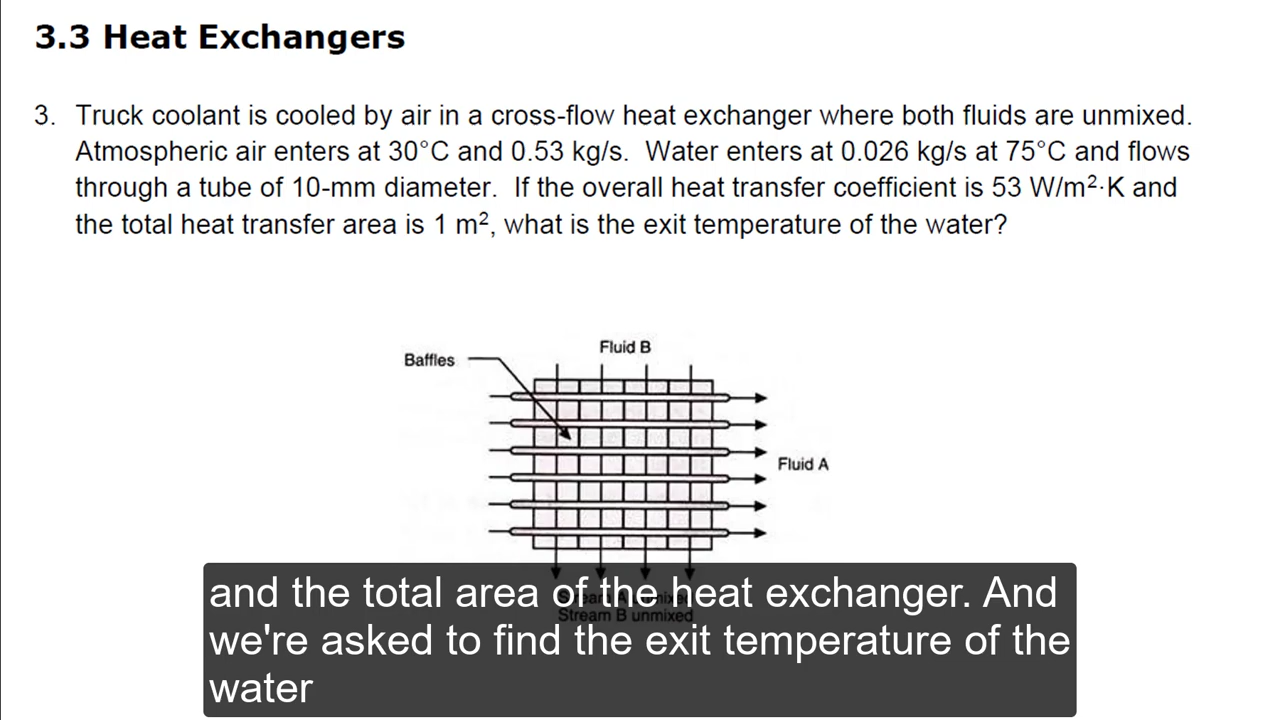 3.3 Heat Exchangers
3. Truck coolant is cooled by air in a cross-flow heat exchanger where both fluids are unmixed.
Atmospheric air enters at 30°C and 0.53 kg/s. Water enters at 0.026 kg/s at 75°C and flows
through a tube of 10-mm diameter. If the overall heat transfer coefficient is 53 W/m²·K and
the total heat transfer area is 1 m², what is the exit temperature of the water?
Fluid B
Baffles
Fluid A
Stream B unmixed
and the total area of the heat exchanger. And
we're asked to find the exit temperature of the
water